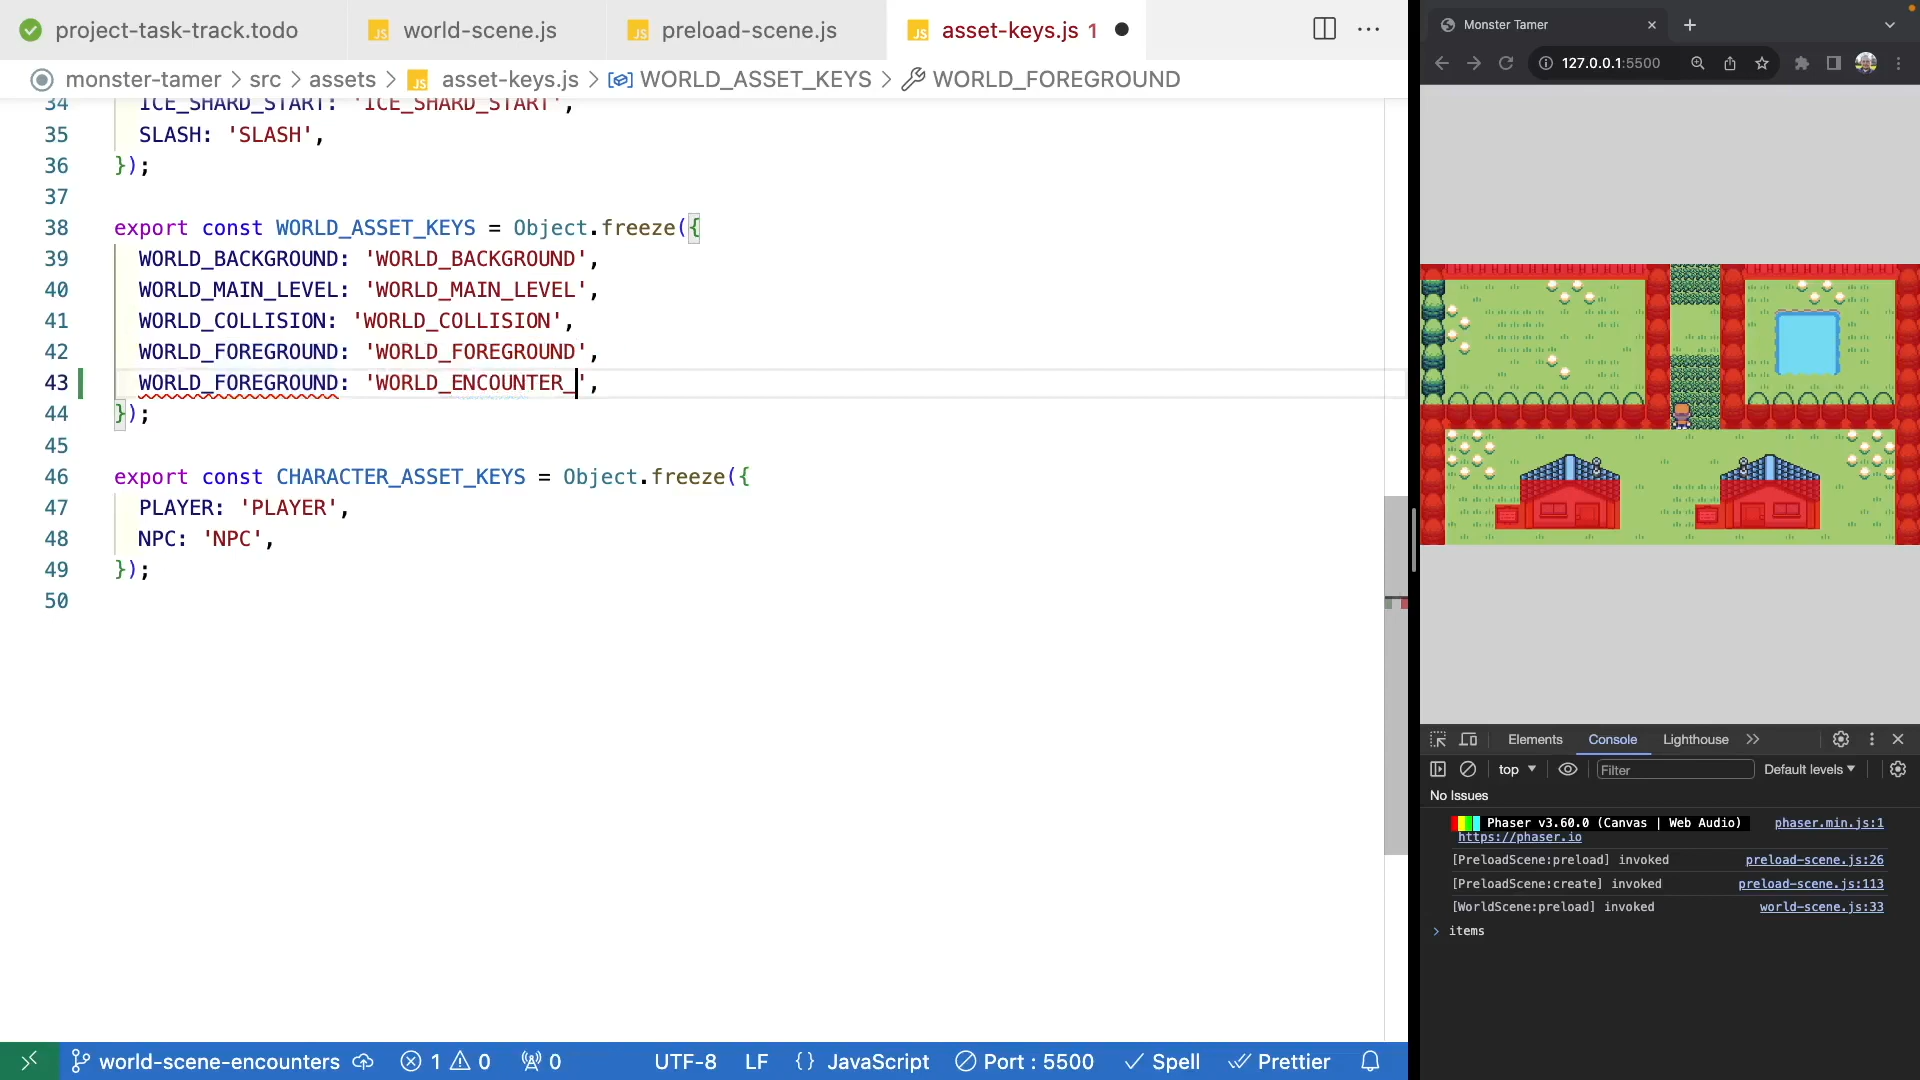 project-task-track.todo
world-scene.js
preload-scene.js
asset-keys.js 1
monster-tamer > src > assets > JS asset-keys.js > WORLD_ASSET_KEYS > WORLD_FOREGROUND
34 ICE_SHARD_START: 'ICE_SHARD_START',
35 SLASH: 'SLASH',
36 });
37
38 export const WORLD_ASSET_KEYS = Object.freeze({
39 WORLD_BACKGROUND: 'WORLD_BACKGROUND',
40 WORLD_MAIN_LEVEL: 'WORLD_MAIN_LEVEL',
41 WORLD_COLLISION: 'WORLD_COLLISION',
42 WORLD_FOREGROUND: 'WORLD_FOREGROUND',
43 WORLD_FOREGROUND: 'WORLD_ENCOUNTER_',
44 });
45
46 export const CHARACTER_ASSET_KEYS = Object.freeze({
47 PLAYER: 'PLAYER',
48 NPC: 'NPC',
49 });
50
world-scene-encounters
1 0
0
UTF-8
LF
{} JavaScript
Port : 5500
Spell
Prettier
Monster Tamer
127.0.0.1:5500
Elements
Console
Lighthouse
top
Filter
Default levels
No Issues
Phaser v3.60.0 (Canvas | Web Audio) phaser.min.js:1
https://phaser.io
[PreloadScene:preload] invoked preload-scene.js:26
[PreloadScene:create] invoked preload-scene.js:113
[WorldScene:preload] invoked world-scene.js:33
> items